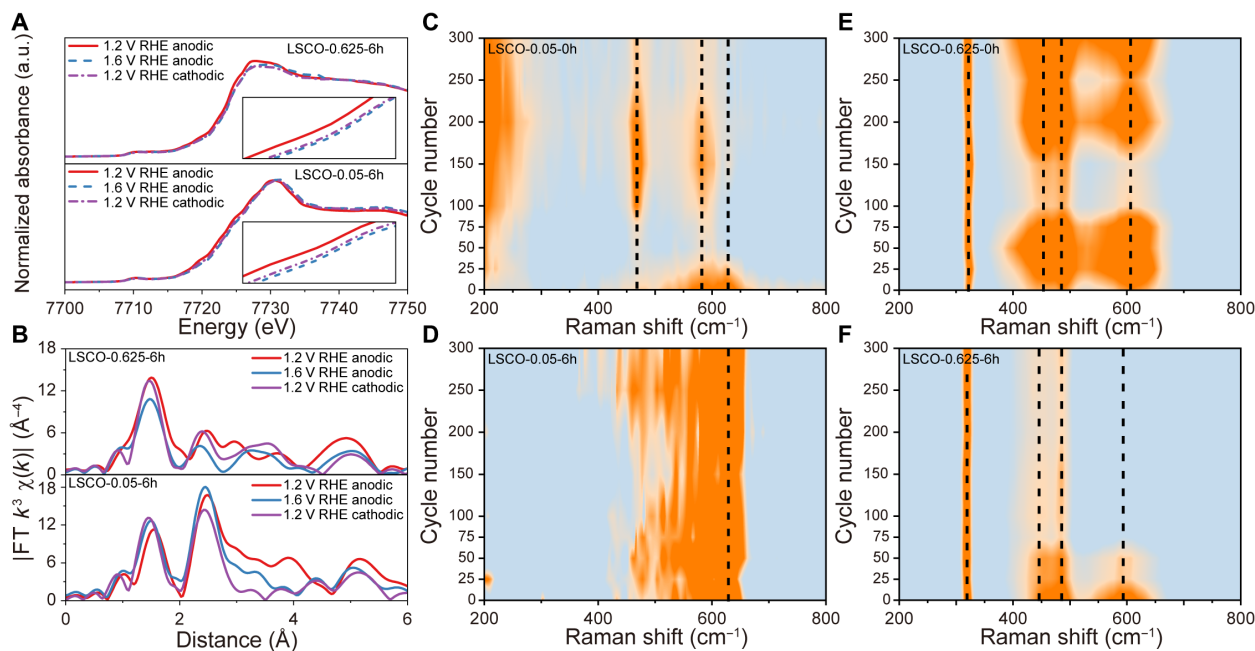 A
LSCO-0.625-6h
1.2 V RHE anodic
1.6 V RHE anodic
1.2 V RHE cathodic
LSCO-0.05-6h
1.2 V RHE anodic
1.6 V RHE anodic
1.2 V RHE cathodic
Normalized absorbance (a.u.)
7700 7710 7720 7730 7740 7750
Energy (eV)
B
LSCO-0.625-6h
1.2 V RHE anodic
1.6 V RHE anodic
1.2 V RHE cathodic
18
12
6
0
LSCO-0.05-6h
1.2 V RHE anodic
1.6 V RHE anodic
1.2 V RHE cathodic
18
12
6
0
|FT k³ χ(k)| (Å⁻⁴)
0 2 4 6
Distance (Å)
C
LSCO-0.05-0h
Cycle number
300
250
200
150
100
75
50
25
0
200 400 600 800
Raman shift (cm⁻¹)
D
LSCO-0.05-6h
Cycle number
300
250
200
150
100
75
50
25
0
200 400 600 800
Raman shift (cm⁻¹)
E
LSCO-0.625-0h
Cycle number
300
250
200
150
100
75
50
25
0
200 400 600 800
Raman shift (cm⁻¹)
F
LSCO-0.625-6h
Cycle number
300
250
200
150
100
75
50
25
0
200 400 600 800
Raman shift (cm⁻¹)